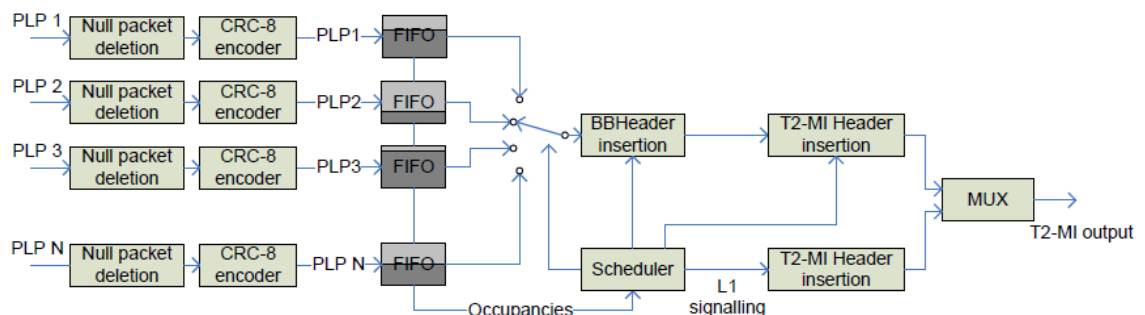 PLP 1
Null packet
deletion
CRC-8
encoder
PLP1
FIFO
PLP 2
Null packet
deletion
CRC-8
encoder
PLP2
FIFO
BBHeader
insertion
T2-MI Header
insertion
PLP 3
Null packet
deletion
CRC-8
encoder
PLP3
FIFO
MUX
T2-MI output
PLP N
Null packet
deletion
CRC-8
encoder
PLP N
FIFO
Scheduler
L1
signalling
T2-MI Header
insertion
Occupancies